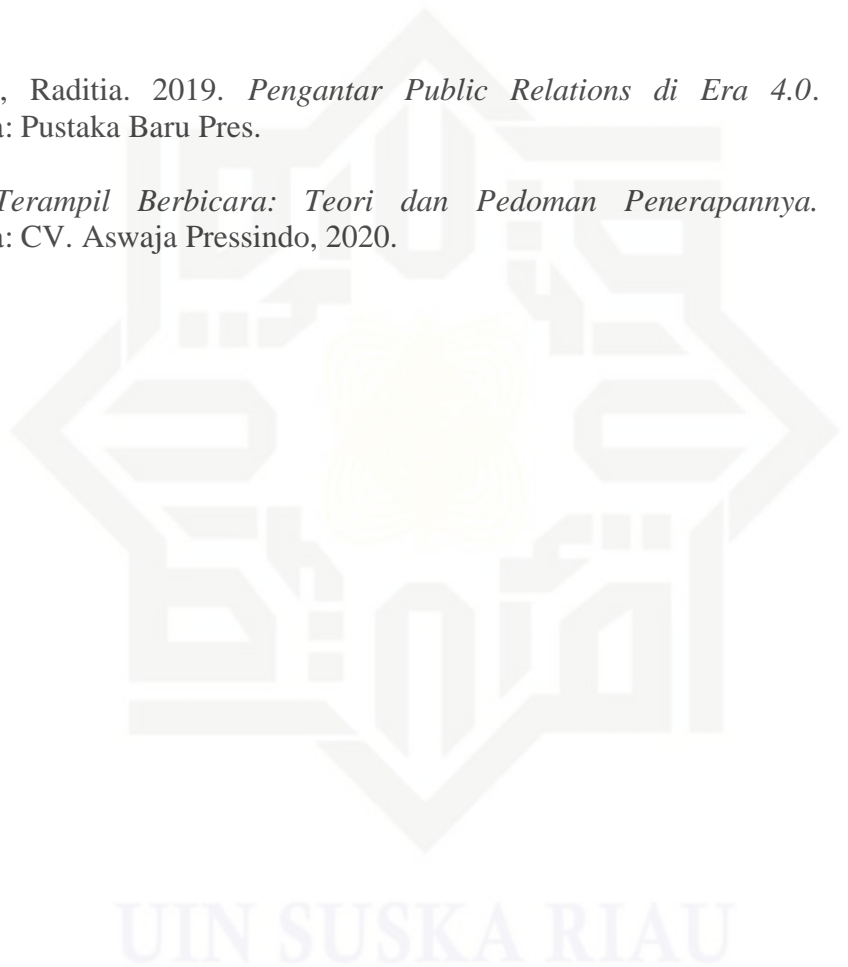 , Raditia. 2019. Pengantar Public Relations di Era 4.0.
a: Pustaka Baru Pres.
Terampil Berbicara: Teori dan Pedoman Penerapannya.
a: CV. Aswaja Pressindo, 2020.
UIN SUSKA RIAU